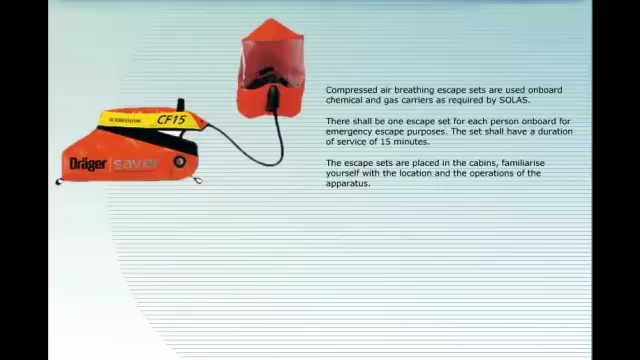 Compressed air breathing escape sets are used onboard
chemical and gas carriers as required by SOLAS.
There shall be one escape set for each person onboard for
emergency escape purposes. The set shall have a duration
of service of 15 minutes.
The escape sets are placed in the cabins, familiarise
yourself with the location and the operations of the
apparatus.
CF15
Dräger saver